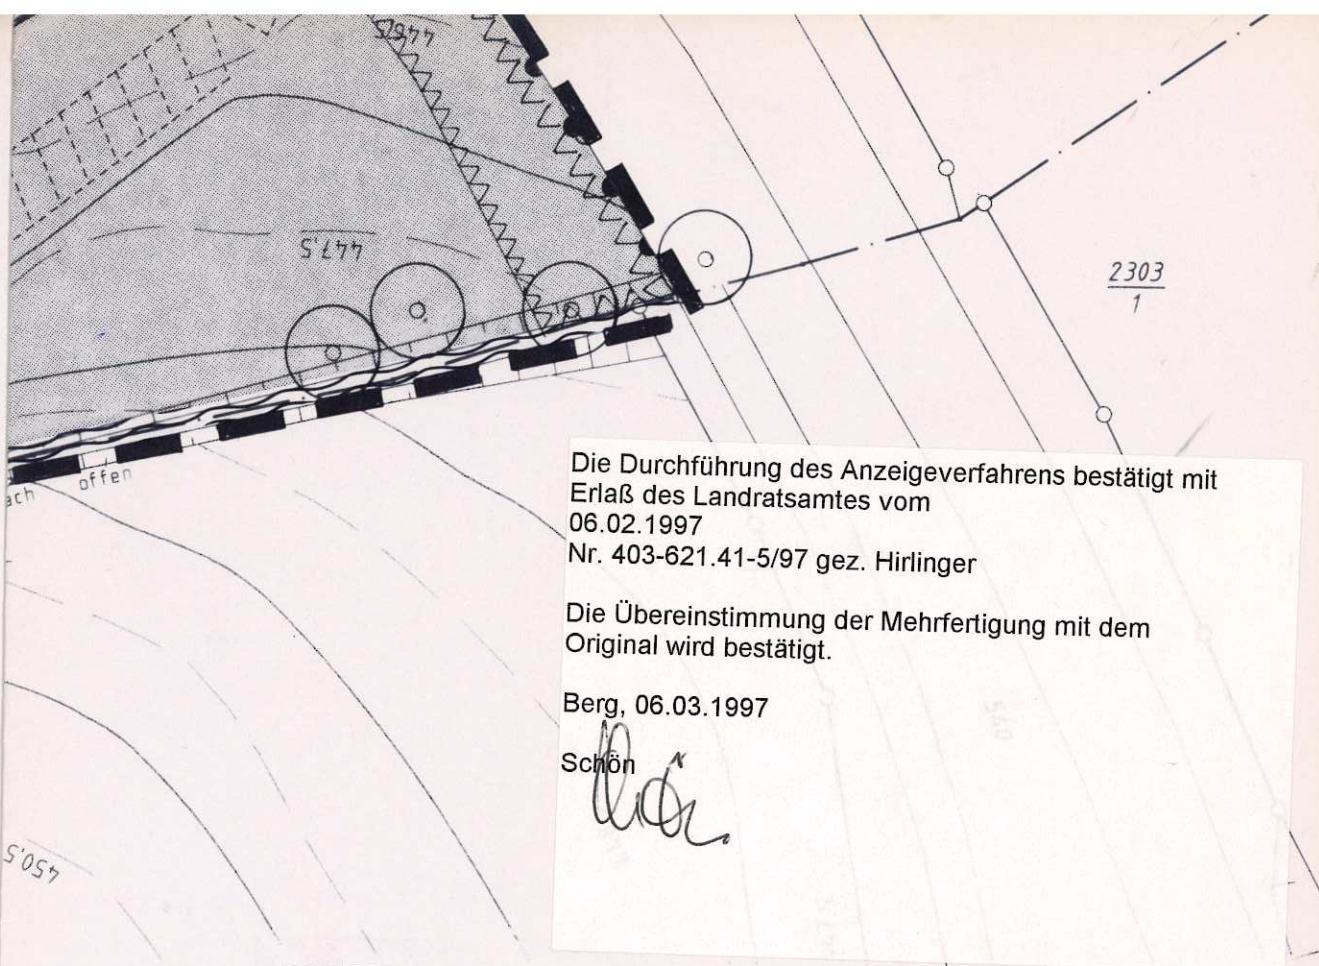 446,5
447,5
2303
1
ach offen
Die Durchführung des Anzeigeverfahrens bestätigt mit
Erlaß des Landratsamtes vom
06.02.1997
Nr. 403-621.41-5/97 gez. Hirlinger
Die Übereinstimmung der Mehrfertigung mit dem
Original wird bestätigt.
Berg, 06.03.1997
Schön
450,5
540